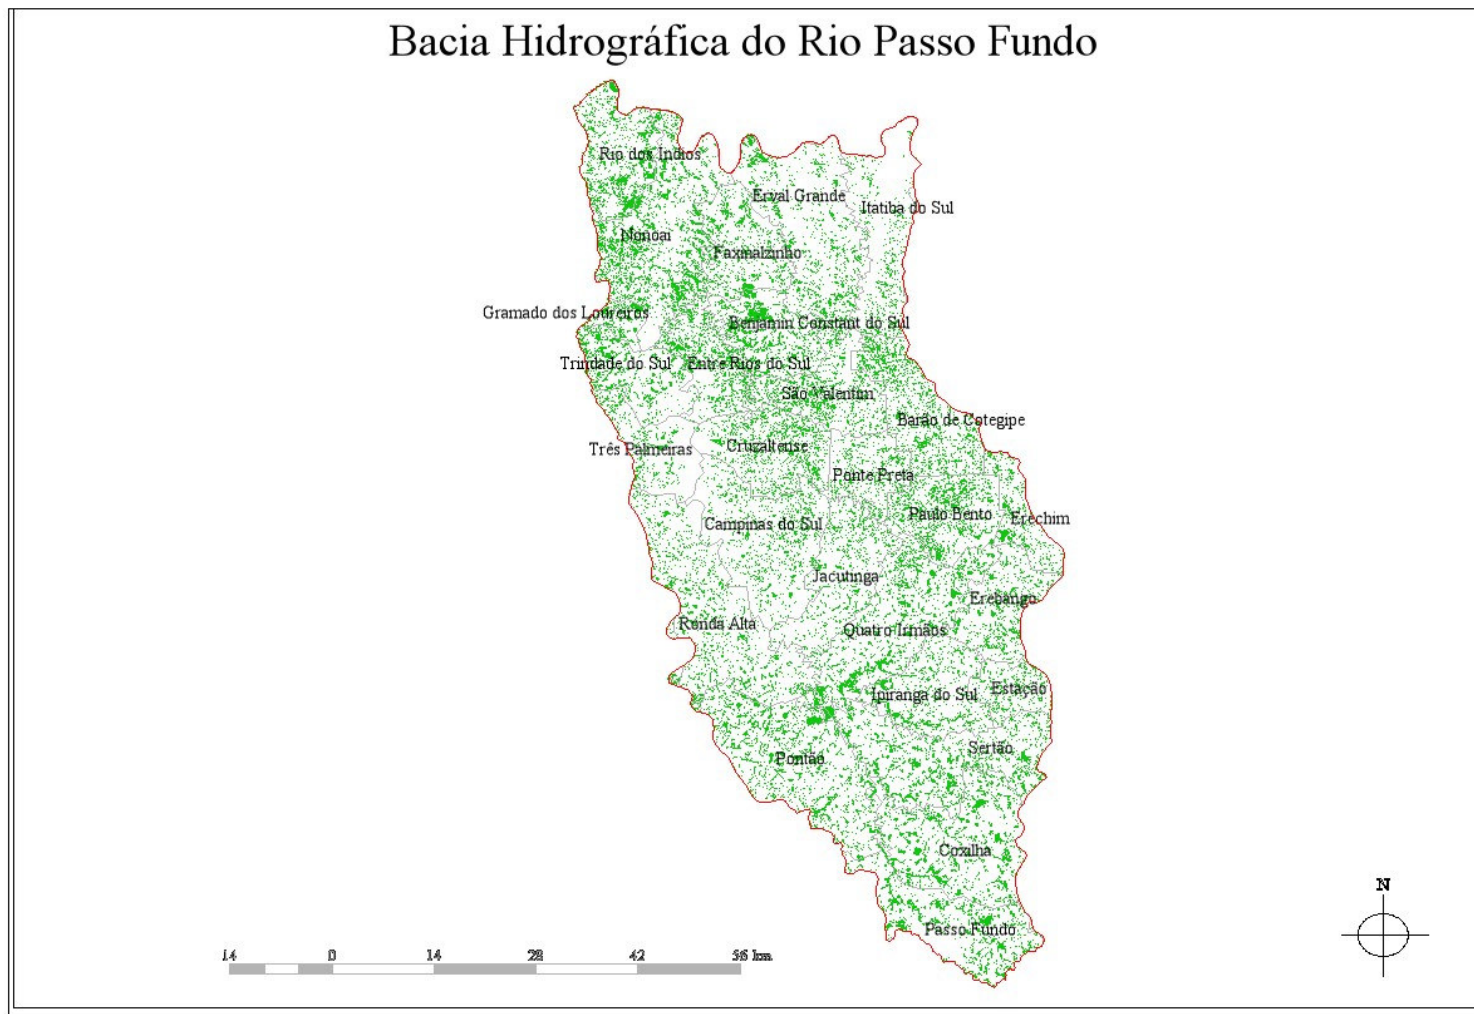 Bacia Hidrográfica do Rio Passo Fundo
Rio dos Índios
Erval Grande
Itatiba do Sul
Nonoai
Faxinalzinho
Gramado dos Loureiros
Benjamin Constant do Sul
Trindade do Sul
Entre Rios do Sul
São Valentim
Barão de Cotegipe
Três Palmeiras
Cruzaltense
Ponte Preta
Paulo Bento
Erechim
Campinas do Sul
Jacutinga
Erebango
Ronda Alta
Quatro Irmãos
Ipiranga do Sul
Estação
Sertão
Pontão
Coxilha
Passo Fundo
N
14 0 14 28 42 56 km